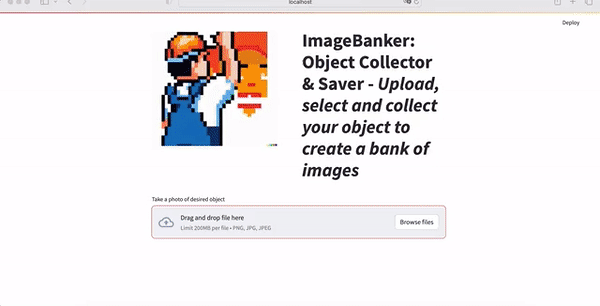 localhost
Deploy
ImageBanker:
Object Collector
& Saver - Upload,
select and collect
your object to
create a bank of
images
Take a photo of desired object
Drag and drop file here
Limit 200MB per file • PNG, JPG, JPEG
Browse files